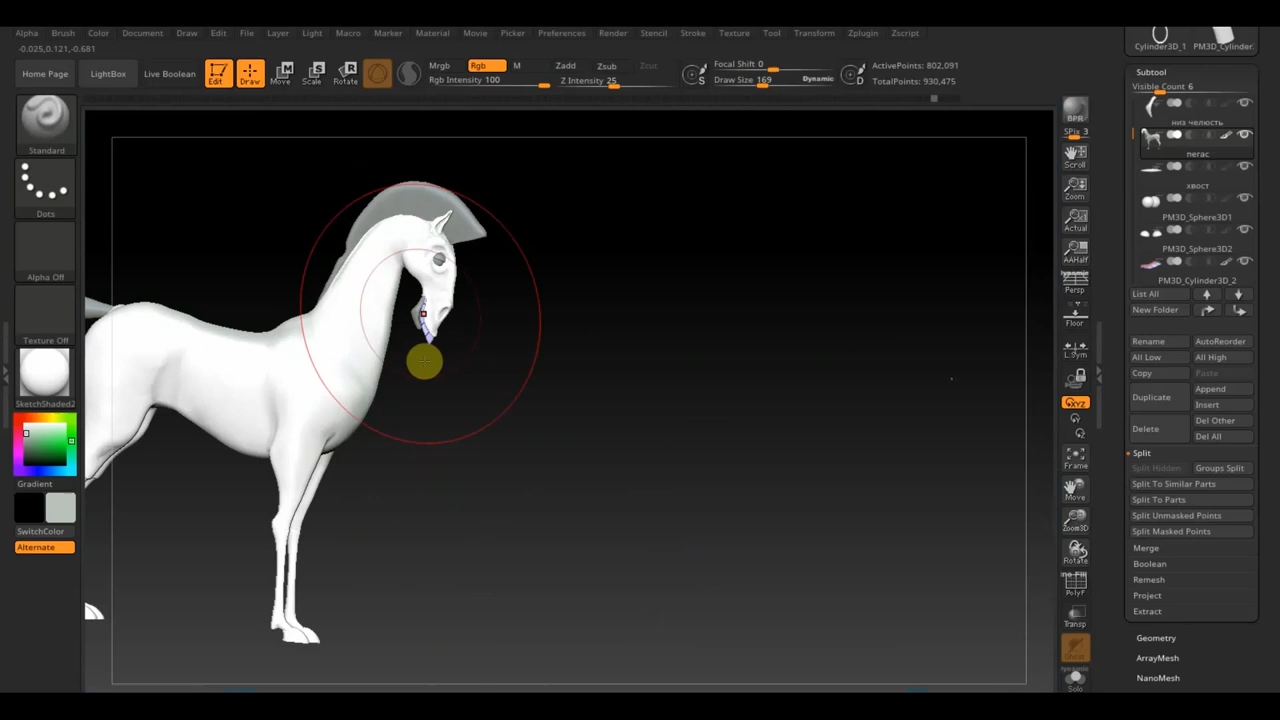 Alpha Brush Color Document Draw Edit File Layer Light Macro Marker Material Movie Picker Preferences Render Stencil Stroke Texture Tool Transform Zplugin Zscript
-0.025,0.121,-0.681
Home Page
LightBox
Live Boolean
Edit
Draw
Move
Scale
Rotate
Mrgb Rgb M
Rgb Intensity 100
Zadd Zsub Zcut
Z Intensity 25
Focal Shift 0
Draw Size 169
Dynamic
ActivePoints: 802,091
TotalPoints: 930,475
Standard
Dots
Alpha Off
Texture Off
SketchShaded2
Gradient
SwitchColor
Alternate
BPR
SPix 3
Scroll
Zoom
Actual
AAHalf
Dynamic
Persp
Floor
L.Sym
XYZ
Frame
Move
Zoom3D
Rotate
PolyF
Transp
Dynamic
Solo
Cylinder3D_1 PM3D_Cylinder
Subtool
Visible Count 6
низ челюсть
пегас
хвост
PM3D_Sphere3D1
PM3D_Sphere3D2
PM3D_Cylinder3D_2
List All
New Folder
Rename AutoReorder
All Low All High
Copy Paste
Duplicate Append
Insert
Delete Del Other
Del All
Split
Split Hidden Groups Split
Split To Similar Parts
Split To Parts
Split Unmasked Points
Split Masked Points
Merge
Boolean
Remesh
Project
Extract
Geometry
ArrayMesh
NanoMesh